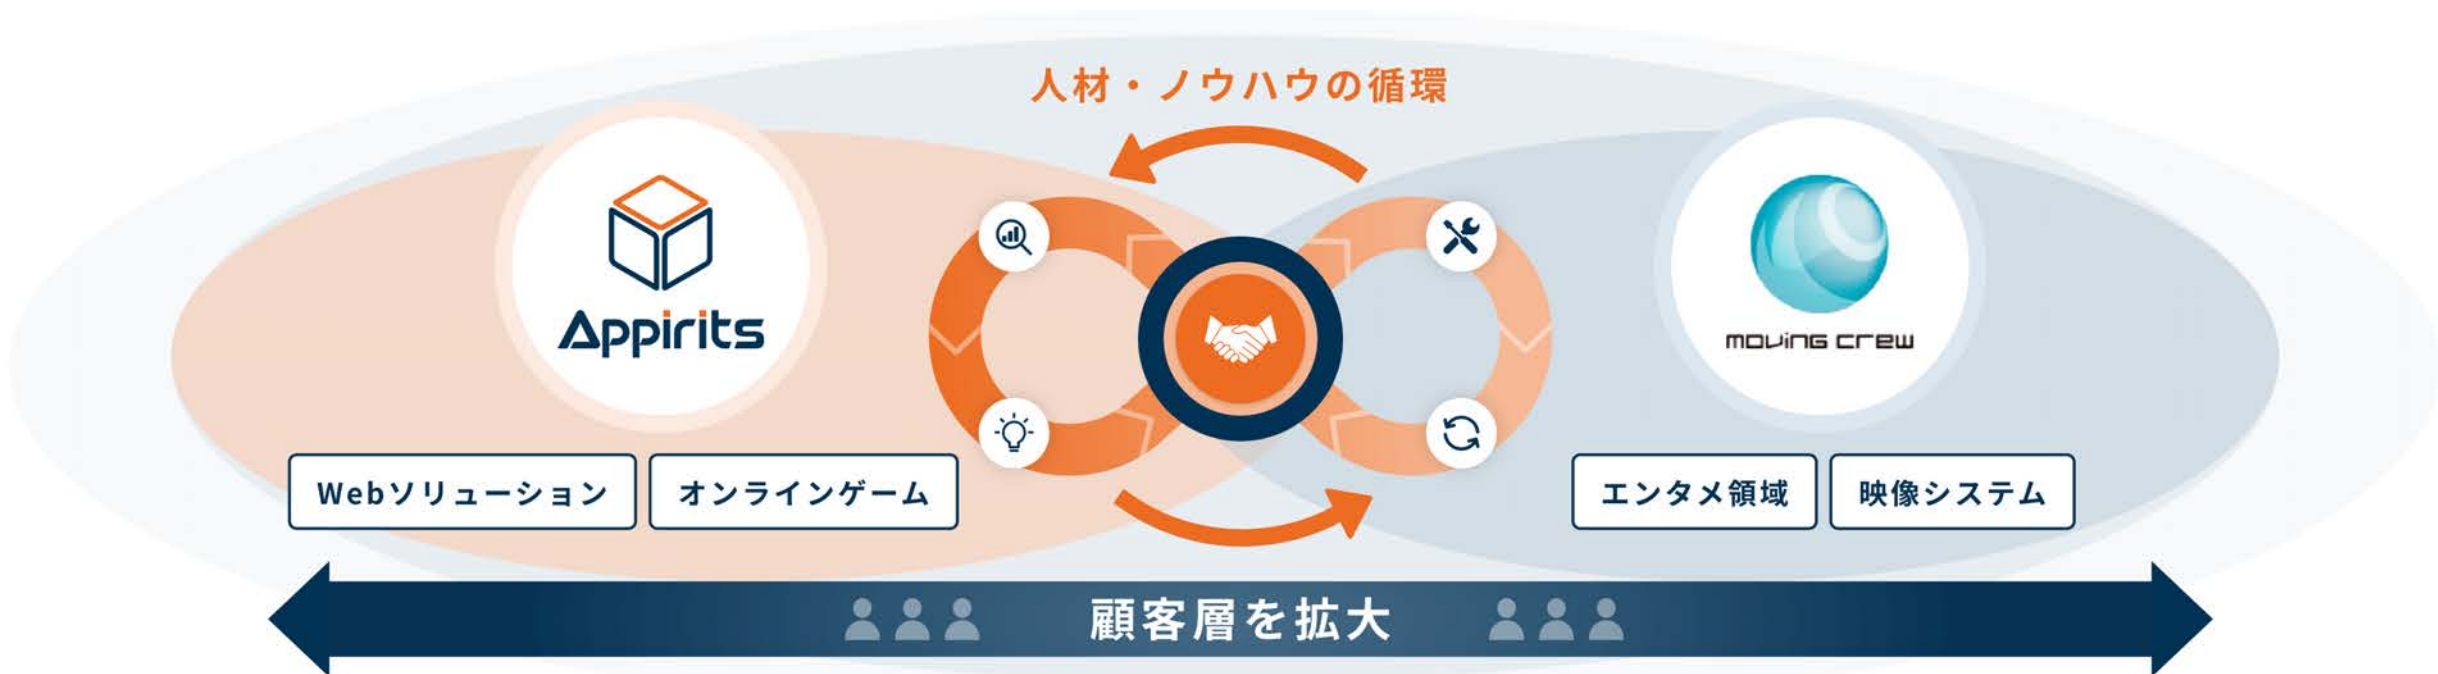 人材・ノウハウの循環
Appirits
moving crew
Webソリューション
オンラインゲーム
エンタメ領域
映像システム
顧客層を拡大